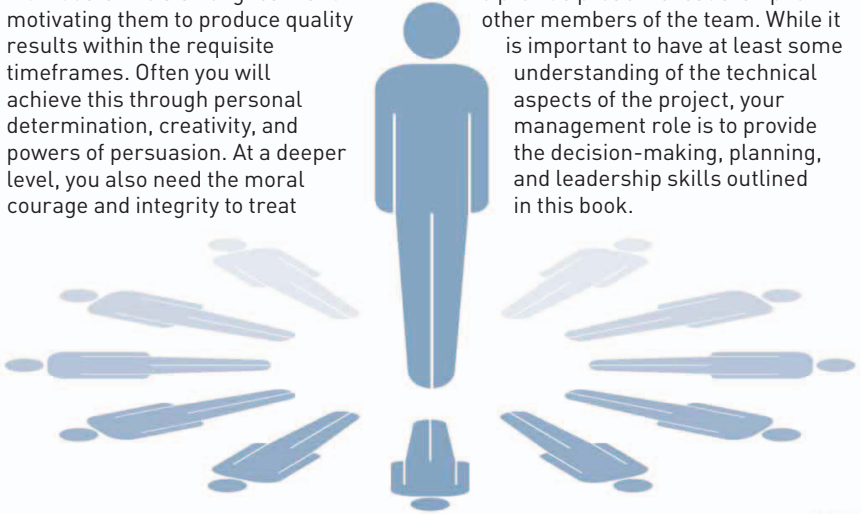 motivating them to produce quality
results within the requisite
timeframes. Often you will
achieve this through personal
determination, creativity, and
powers of persuasion. At a deeper
level, you also need the moral
courage and integrity to treat
other members of the team. While it
is important to have at least some
understanding of the technical
aspects of the project, your
management role is to provide
the decision-making, planning,
and leadership skills outlined
in this book.